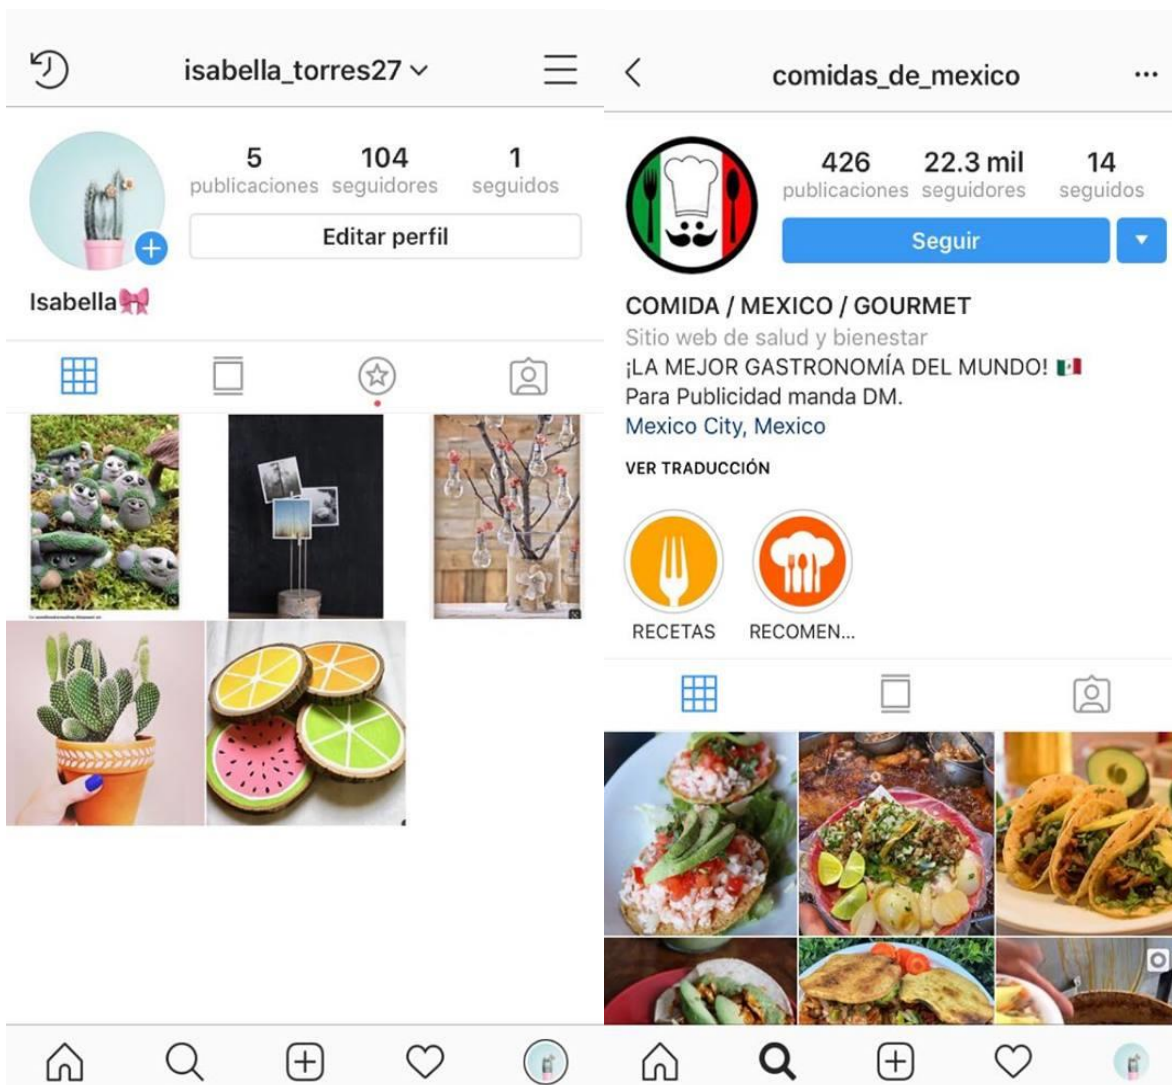 isabella_torres27
5 104 1
publicaciones seguidores seguidos
Editar perfil
Isabella🎀
comidas_de_mexico
426 22.3 mil 14
publicaciones seguidores seguidos
Seguir
COMIDA / MEXICO / GOURMET
Sitio web de salud y bienestar
¡LA MEJOR GASTRONOMÍA DEL MUNDO! 🇲🇽
Para Publicidad manda DM.
Mexico City, Mexico
VER TRADUCCIÓN
RECETAS RECOMEN...